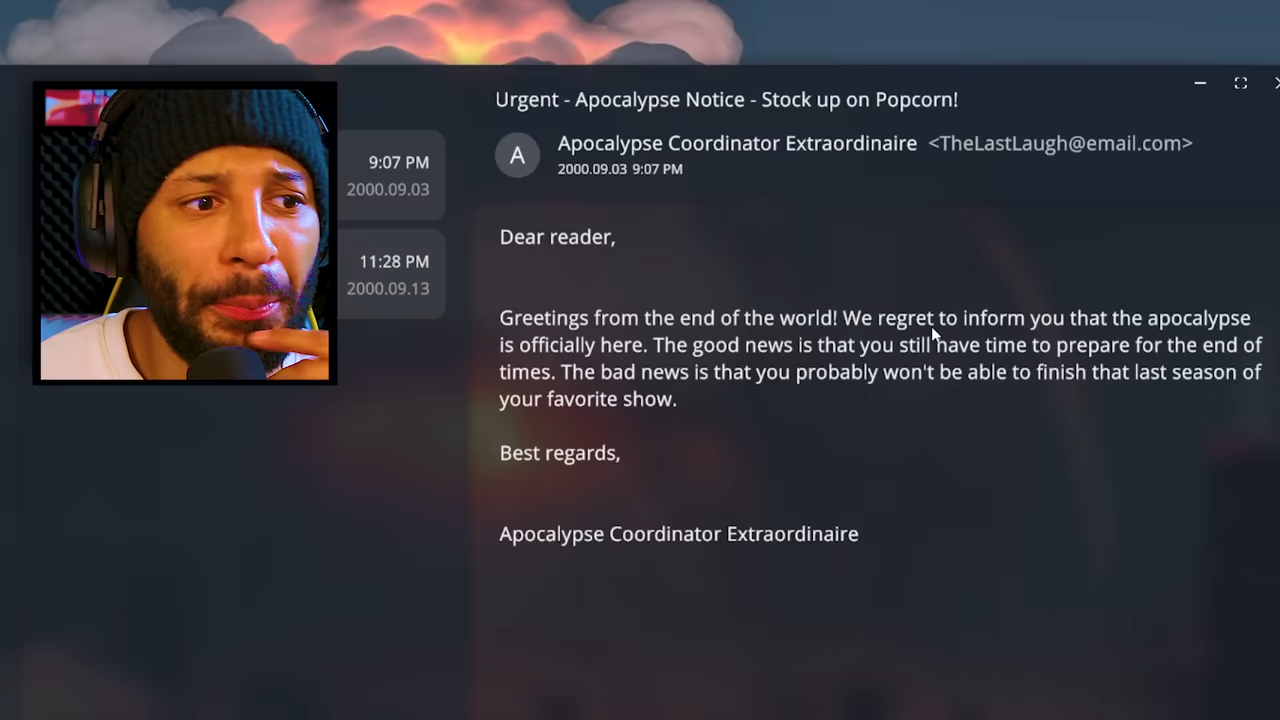 Urgent - Apocalypse Notice - Stock up on Popcorn!
A
Apocalypse Coordinator Extraordinaire <TheLastLaugh@email.com>
2000.09.03 9:07 PM
9:07 PM
2000.09.03
11:28 PM
2000.09.13
Dear reader,
Greetings from the end of the world! We regret to inform you that the apocalypse
is officially here. The good news is that you still have time to prepare for the end of
times. The bad news is that you probably won't be able to finish that last season of
your favorite show.
Best regards,
Apocalypse Coordinator Extraordinaire